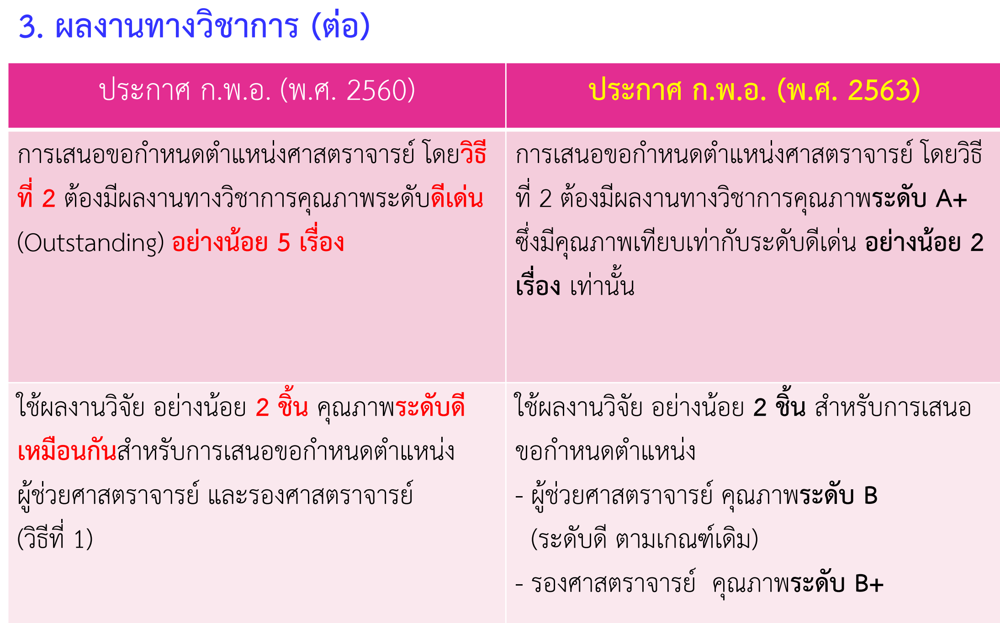 3. ผลงานทางวิชาการ (ต่อ)
ประกาศ ก.พ.อ. (พ.ศ. 2560)
ประกาศ ก.พ.อ. (พ.ศ. 2563)
การเสนอขอกำหนดตำแหน่งศาสตราจารย์ โดยวิธี
ที่ 2 ต้องมีผลงานทางวิชาการคุณภาพระดับดีเด่น
(Outstanding) อย่างน้อย 5 เรื่อง
การเสนอขอกำหนดตำแหน่งศาสตราจารย์ โดยวิธี
ที่ 2 ต้องมีผลงานทางวิชาการคุณภาพระดับ A+
ซึ่งมีคุณภาพเทียบเท่ากับระดับดีเด่น อย่างน้อย 2
เรื่อง เท่านั้น
ใช้ผลงานวิจัย อย่างน้อย 2 ชิ้น คุณภาพระดับดี
เหมือนกันสำหรับการเสนอขอกำหนดตำแหน่ง
ผู้ช่วยศาสตราจารย์ และรองศาสตราจารย์
(วิธีที่ 1)
ใช้ผลงานวิจัย อย่างน้อย 2 ชิ้น สำหรับการเสนอ
ขอกำหนดตำแหน่ง
- ผู้ช่วยศาสตราจารย์ คุณภาพระดับ B
(ระดับดี ตามเกณฑ์เดิม)
- รองศาสตราจารย์ คุณภาพระดับ B+